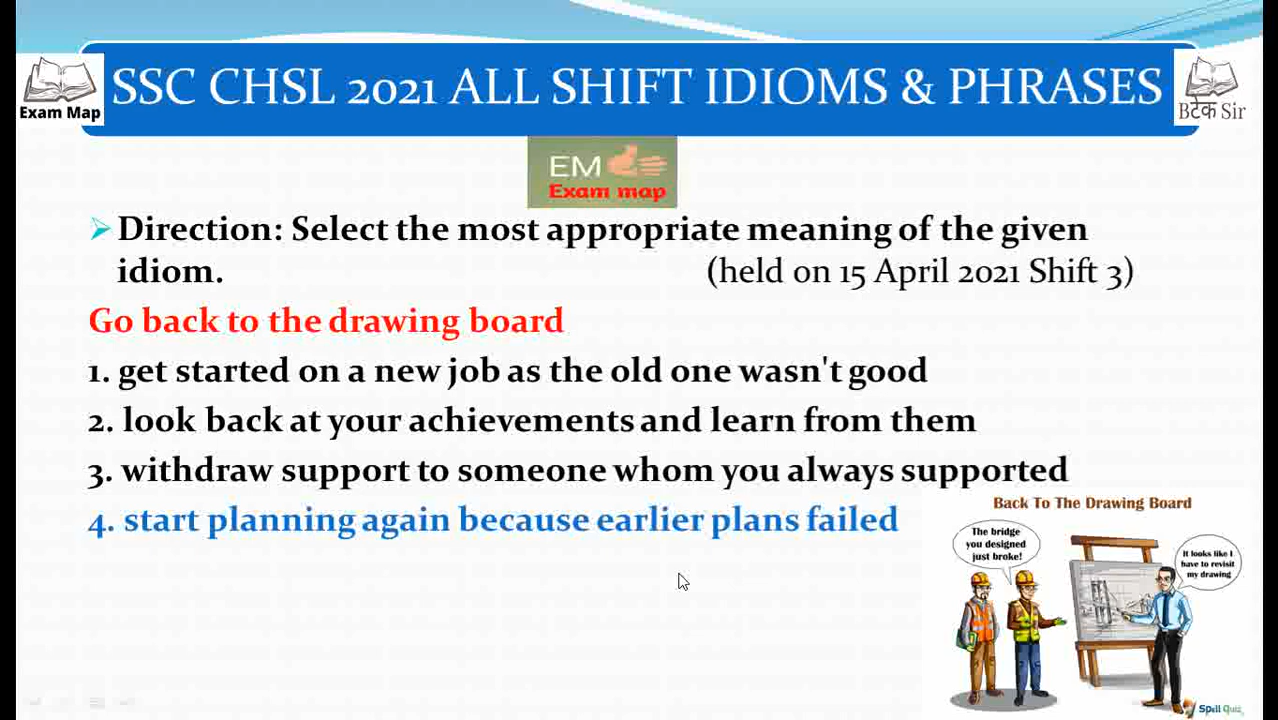 SSC CHSL 2021 ALL SHIFT IDIOMS & PHRASES
Exam Map
Bटेक Sir
EM
Exam map
Direction: Select the most appropriate meaning of the given
idiom. (held on 15 April 2021 Shift 3)
Go back to the drawing board
1. get started on a new job as the old one wasn't good
2. look back at your achievements and learn from them
3. withdraw support to someone whom you always supported
4. start planning again because earlier plans failed
Back To The Drawing Board
The bridge
you designed
just broke!
It looks like I
have to revisit
my drawing
Spell Quiz